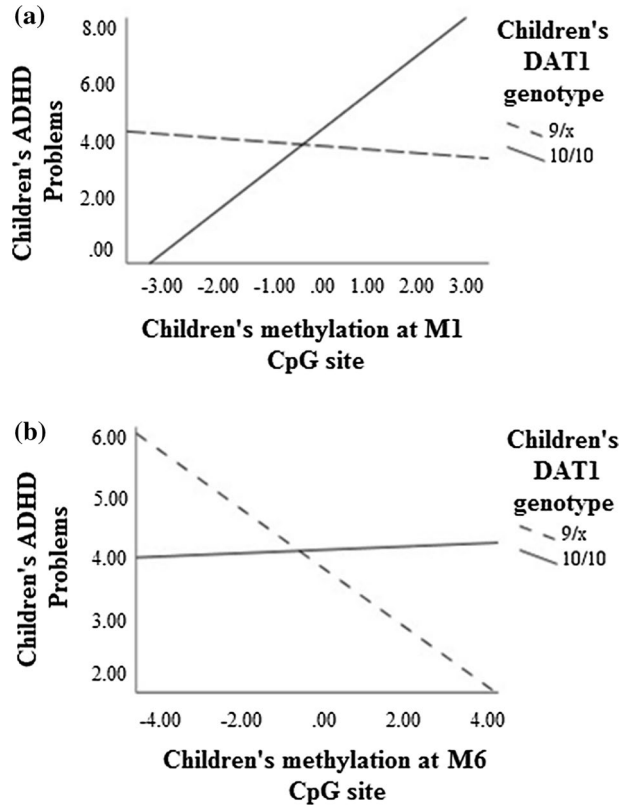 (a)
8.00
6.00
4.00
2.00
.00
Children's ADHD
Problems
-3.00 -2.00 -1.00 .00 1.00 2.00 3.00
Children's methylation at M1
CpG site
Children's
DAT1
genotype
9/x
10/10
(b)
6.00
5.00
4.00
3.00
2.00
Children's ADHD
Problems
-4.00 -2.00 .00 2.00 4.00
Children's methylation at M6
CpG site
Children's
DAT1
genotype
9/x
10/10